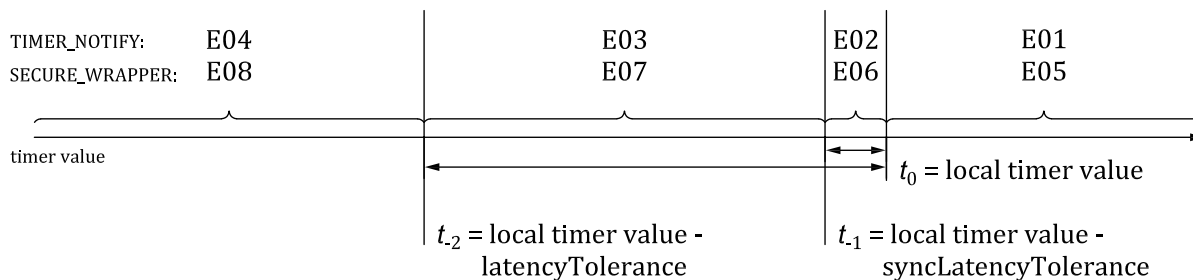 TIMER_NOTIFY: E04 E03 E02 E01
SECURE_WRAPPER: E08 E07 E06 E05
timer value
t0 = local timer value
t-2 = local timer value -
latencyTolerance
t-1 = local timer value -
syncLatencyTolerance